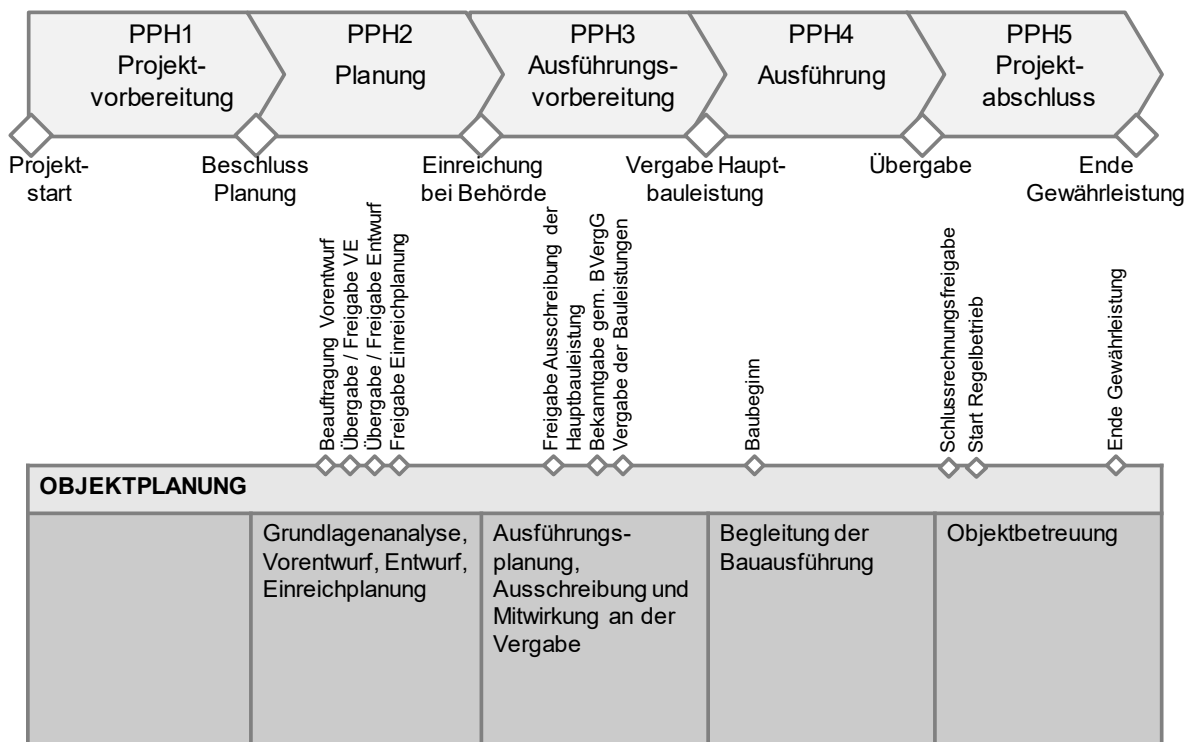 PPH1
Projekt-
vorbereitung
PPH2
Planung
PPH3
Ausführungs-
vorbereitung
PPH4
Ausführung
PPH5
Projekt-
abschluss
Projekt-
start
Beschluss
Planung
Einreichung
bei Behörde
Vergabe Haupt-
bauleistung
Übergabe
Ende
Gewährleistung
Beauftragung Vorentwurf
Übergabe / Freigabe VE
Übergabe / Freigabe Entwurf
Freigabe Einreichplanung
Freigabe Ausschreibung der
Hauptbauleistung
Bekanntgabe gem. BVergG
Vergabe der Bauleistungen
Baubeginn
Schlussrechnungsfreigabe
Start Regelbetrieb
Ende Gewährleistung
OBJEKTPLANUNG
Grundlagenanalyse,
Vorentwurf, Entwurf,
Einreichplanung
Ausführungs-
planung,
Ausschreibung und
Mitwirkung an der
Vergabe
Begleitung der
Bauausführung
Objektbetreuung